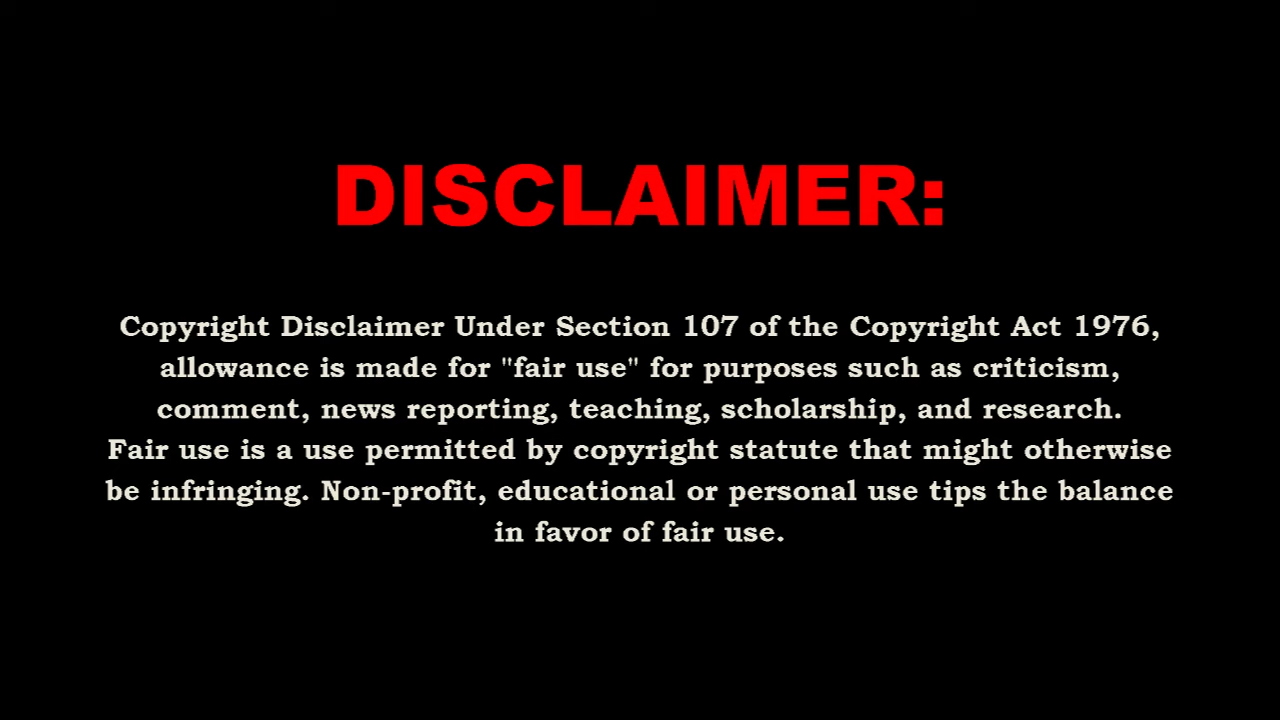 DISCLAIMER:
Copyright Disclaimer Under Section 107 of the Copyright Act 1976,
allowance is made for "fair use" for purposes such as criticism,
comment, news reporting, teaching, scholarship, and research.
Fair use is a use permitted by copyright statute that might otherwise
be infringing. Non-profit, educational or personal use tips the balance
in favor of fair use.